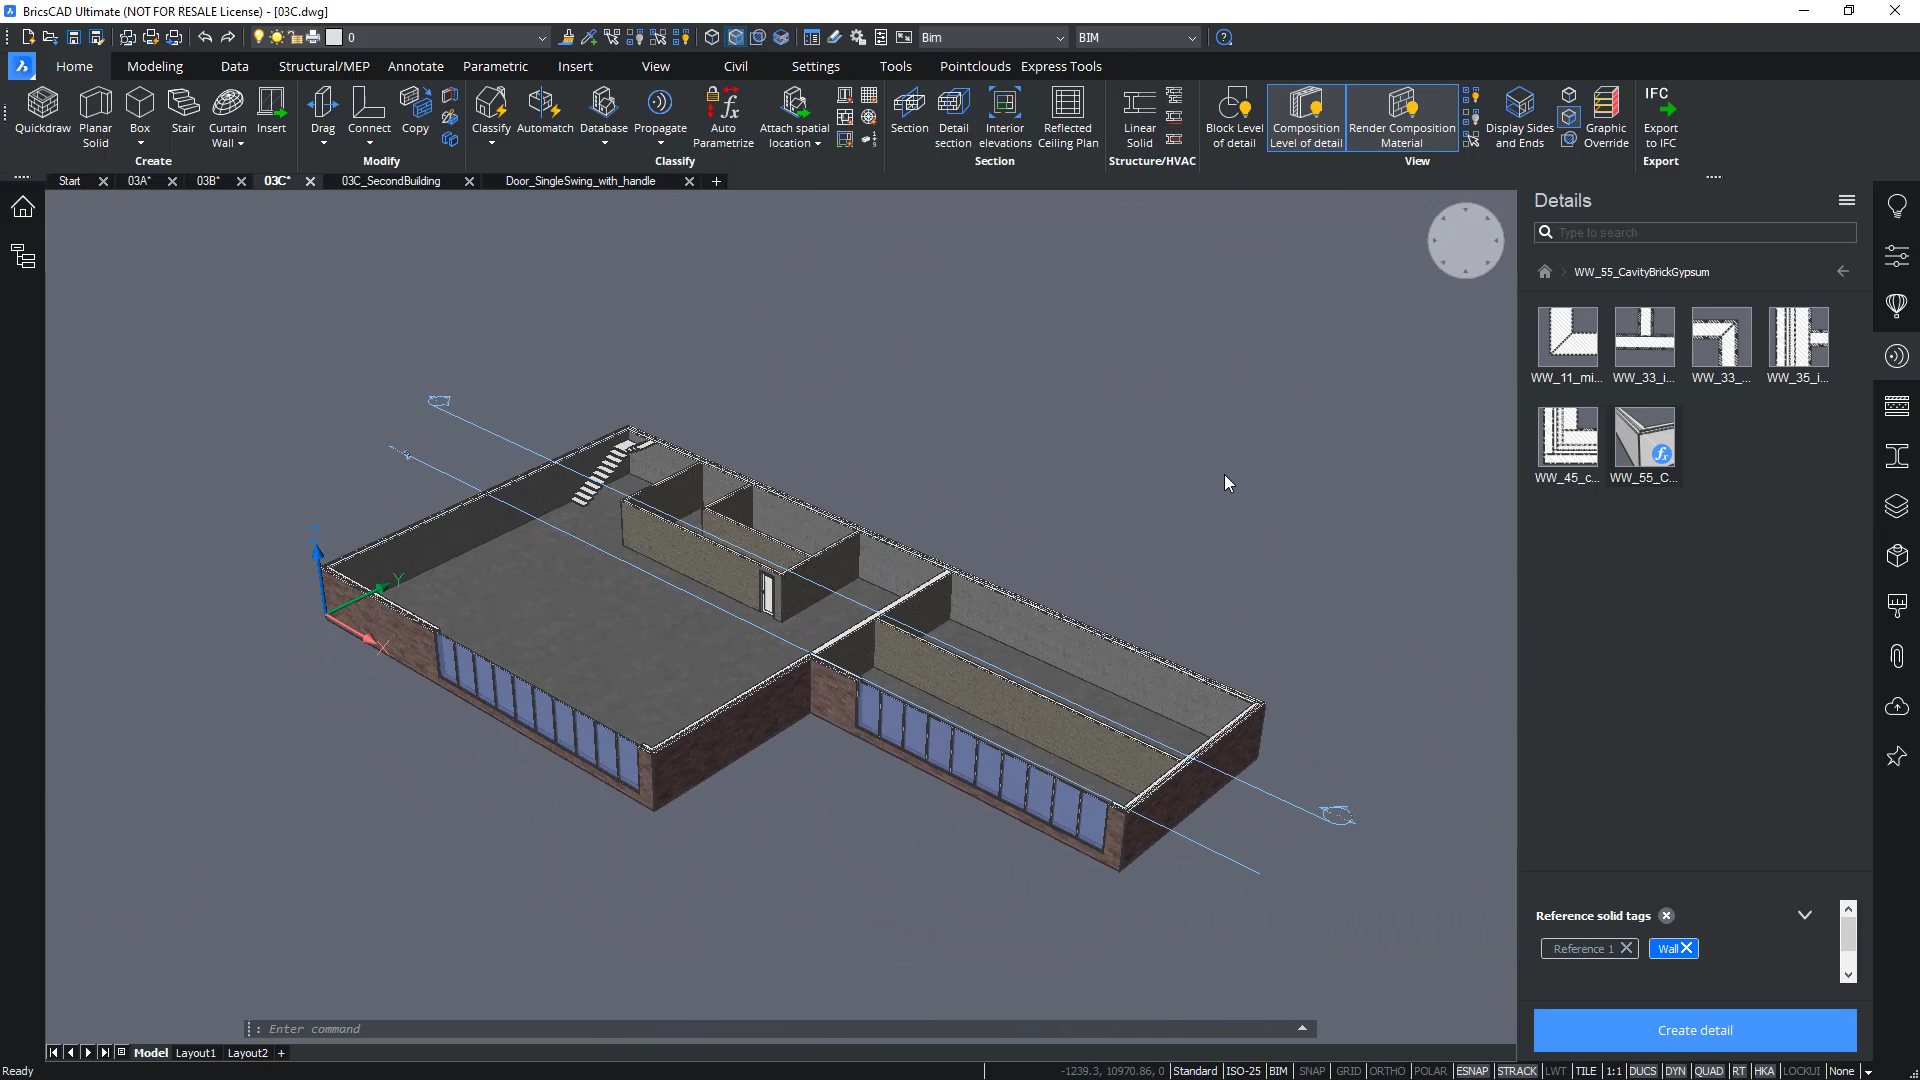 BricsCAD Ultimate (NOT FOR RESALE License) - [03C.dwg]
0
Bim
BIM
Home
Modeling
Data
Structural/MEP
Annotate
Parametric
Insert
View
Civil
Settings
Tools
Pointclouds
Express Tools
Quickdraw
Planar
Solid
Box
Stair
Curtain
Wall
Insert
Create
Drag
Connect
Copy
Modify
Classify
Automatch
Database
Propagate
Auto
Parametrize
Attach spatial
location
Classify
Section
Detail
section
Interior
elevations
Reflected
Ceiling Plan
Section
Linear
Solid
Structure/HVAC
Block Level
of detail
Composition
Level of detail
Render Composition
Material
Display Sides
and Ends
Graphic
Override
View
IFC
Export
to IFC
Export
Start
03A*
03B*
03C*
03C_SecondBuilding
Door_SingleSwing_with_handle
Details
Type to search
WW_55_CavityBrickGypsum
WW_11_mi...
WW_33_i...
WW_33_...
WW_35_i...
WW_45_c...
WW_55_C...
Z
Y
X
Reference solid tags
Reference 1
Wall
Create detail
: Enter command
Model
Layout1
Layout2
Ready
-1239.3, 10970.86, 0
Standard
ISO-25
BIM
SNAP
GRID
ORTHO
POLAR
ESNAP
STRACK
LWT
TILE
1:1
DUCS
DYN
QUAD
RT
HKA
LOCKUI
None